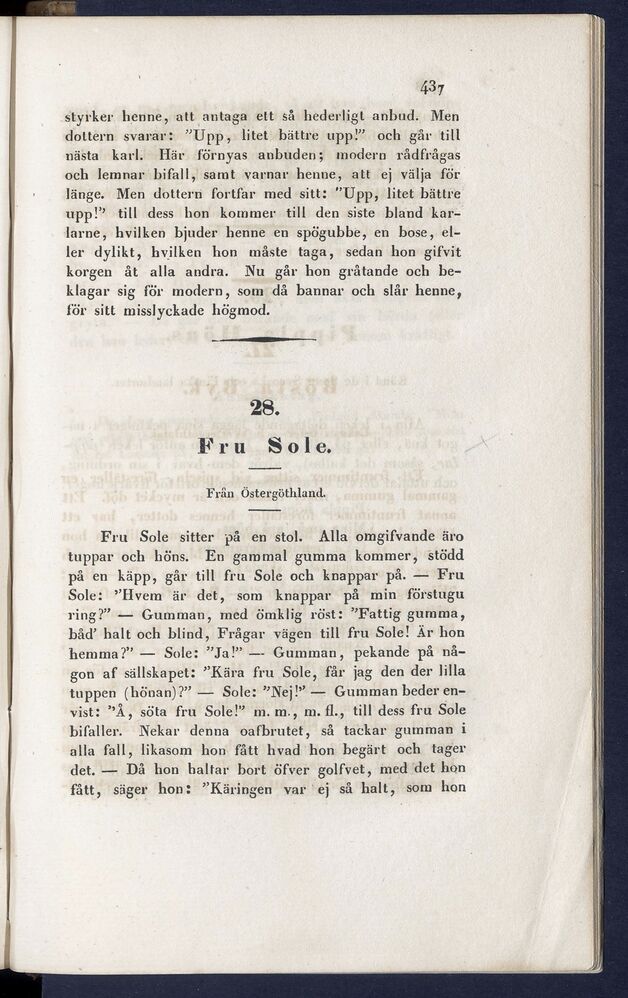 437
styrker henne, att antaga ett så hederligt anbud. Men
dottern svarar: ”Upp, litet bättre upp!” och går till
nästa karl. Här förnyas anbuden; modern rådfrågas
och lemnar bifall, samt varnar henne, att ej välja för
länge. Men dottern fortfar med sitt: ”Upp, litet bättre
upp!” till dess hon kommer till den siste bland kar-
larne, hvilken bjuder henne en spögubbe, en bose, el-
ler dylikt, hvilken hon måste taga, sedan hon gifvit
korgen åt alla andra. Nu går hon gråtande och be-
klagar sig för modern, som då bannar och slår henne,
för sitt misslyckade högmod.
28.
Fru Sole.
Från Östergöthland.
Fru Sole sitter på en stol. Alla omgifvande äro
tuppar och höns. En gammal gumma kommer, stödd
på en käpp, går till fru Sole och knappar på. — Fru
Sole: ”Hvem är det, som knappar på min förstugu
ring?” — Gumman, med ömklig röst: ”Fattig gumma,
båd’ halt och blind, Frågar vägen till fru Sole! Är hon
hemma?” — Sole: ”Ja!” — Gumman, pekande på nå-
gon af sällskapet: ”Kära fru Sole, får jag den der lilla
tuppen (hönan)?” — Sole: ”Nej!” — Gumman beder en-
vist: ”Å, söta fru Sole!” m. m., m. fl., till dess fru Sole
bifaller. Nekar denna oafbrutet, så tackar gumman i
alla fall, likasom hon fått hvad hon begärt och tager
det. — Då hon haltar bort öfver golfvet, med det hon
fått, säger hon: ”Käringen var ej så halt, som hon